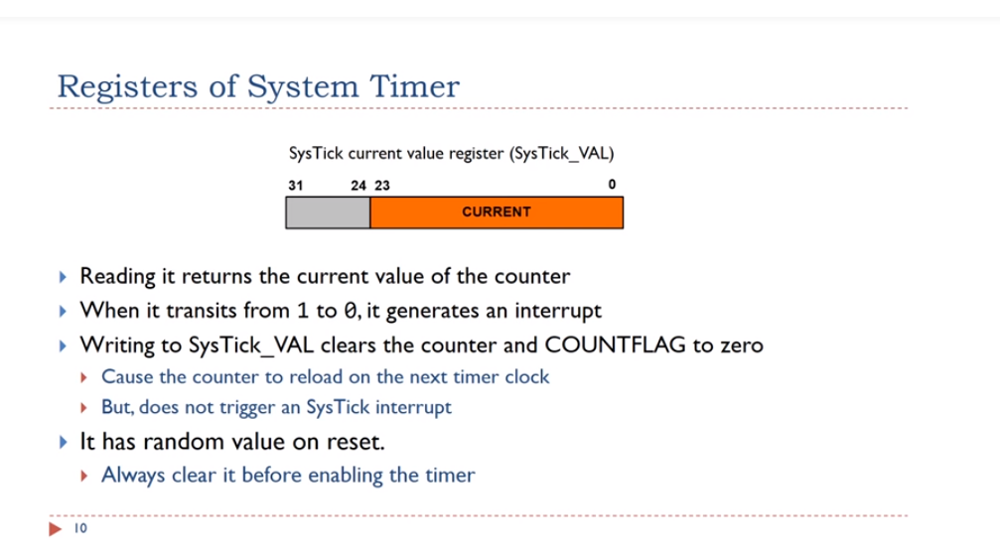 Registers of System Timer
SysTick current value register (SysTick_VAL)
31 24 23 0
CURRENT
Reading it returns the current value of the counter
When it transits from 1 to 0, it generates an interrupt
Writing to SysTick_VAL clears the counter and COUNTFLAG to zero
Cause the counter to reload on the next timer clock
But, does not trigger an SysTick interrupt
It has random value on reset.
Always clear it before enabling the timer
10